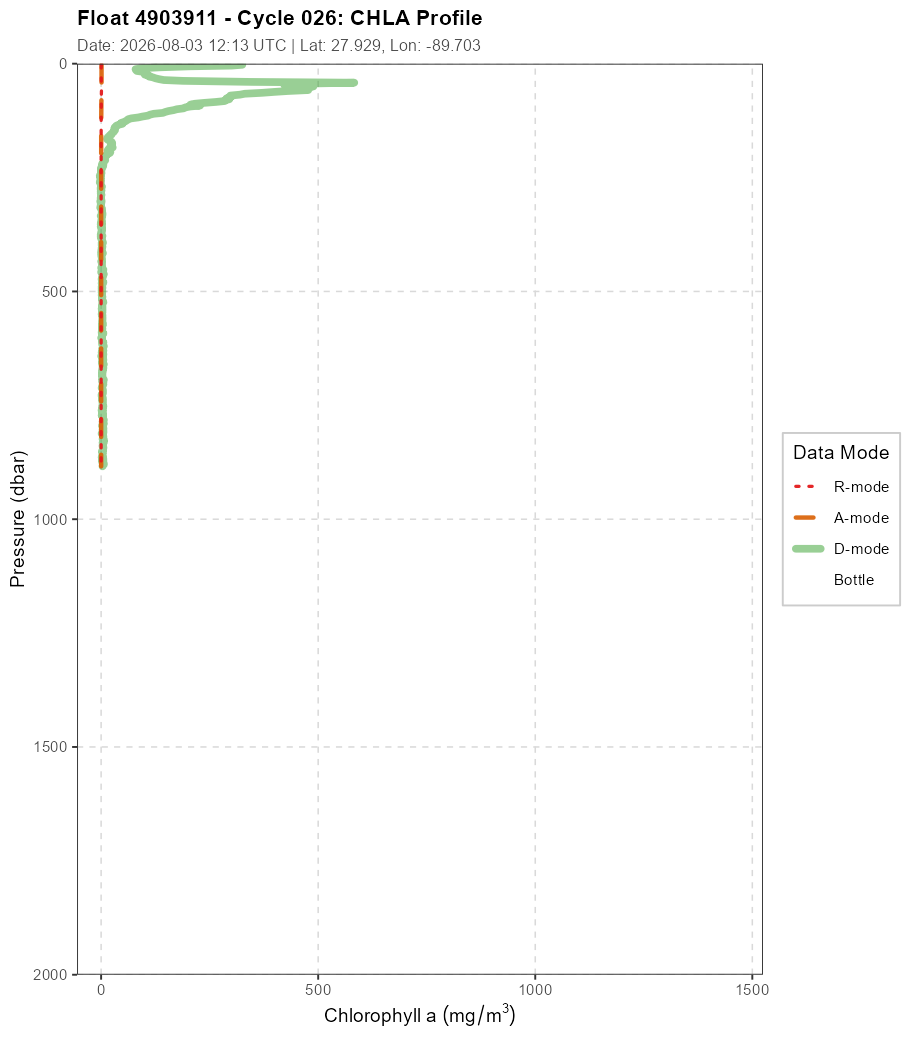 Float 4903911 - Cycle 026: CHLA Profile
Date: 2026-08-03 12:13 UTC | Lat: 27.929, Lon: -89.703
0
500
1000
1500
2000
Pressure (dbar)
0 500 1000 1500
Chlorophyll a (mg/m³)
Data Mode
R-mode
A-mode
D-mode
Bottle